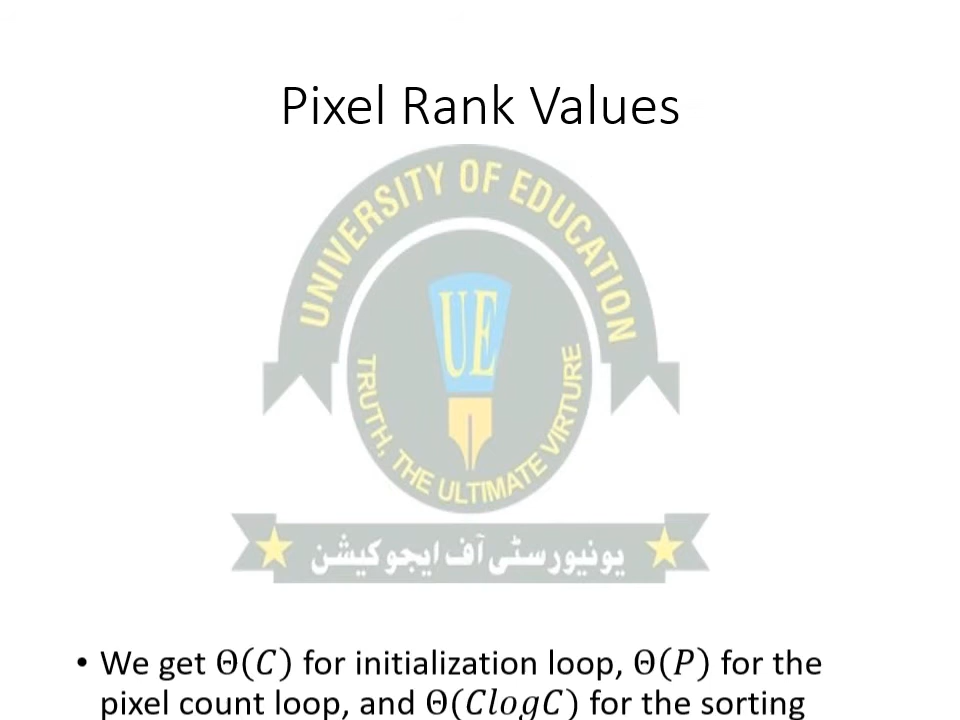 Pixel Rank Values
UNIVERSITY OF EDUCATION
UE
TRUTH, THE ULTIMATE VIRTURE
یونیورسٹی آف ایجوکیشن
• We get Θ(C) for initialization loop, Θ(P) for the
pixel count loop, and Θ(ClogC) for the sorting